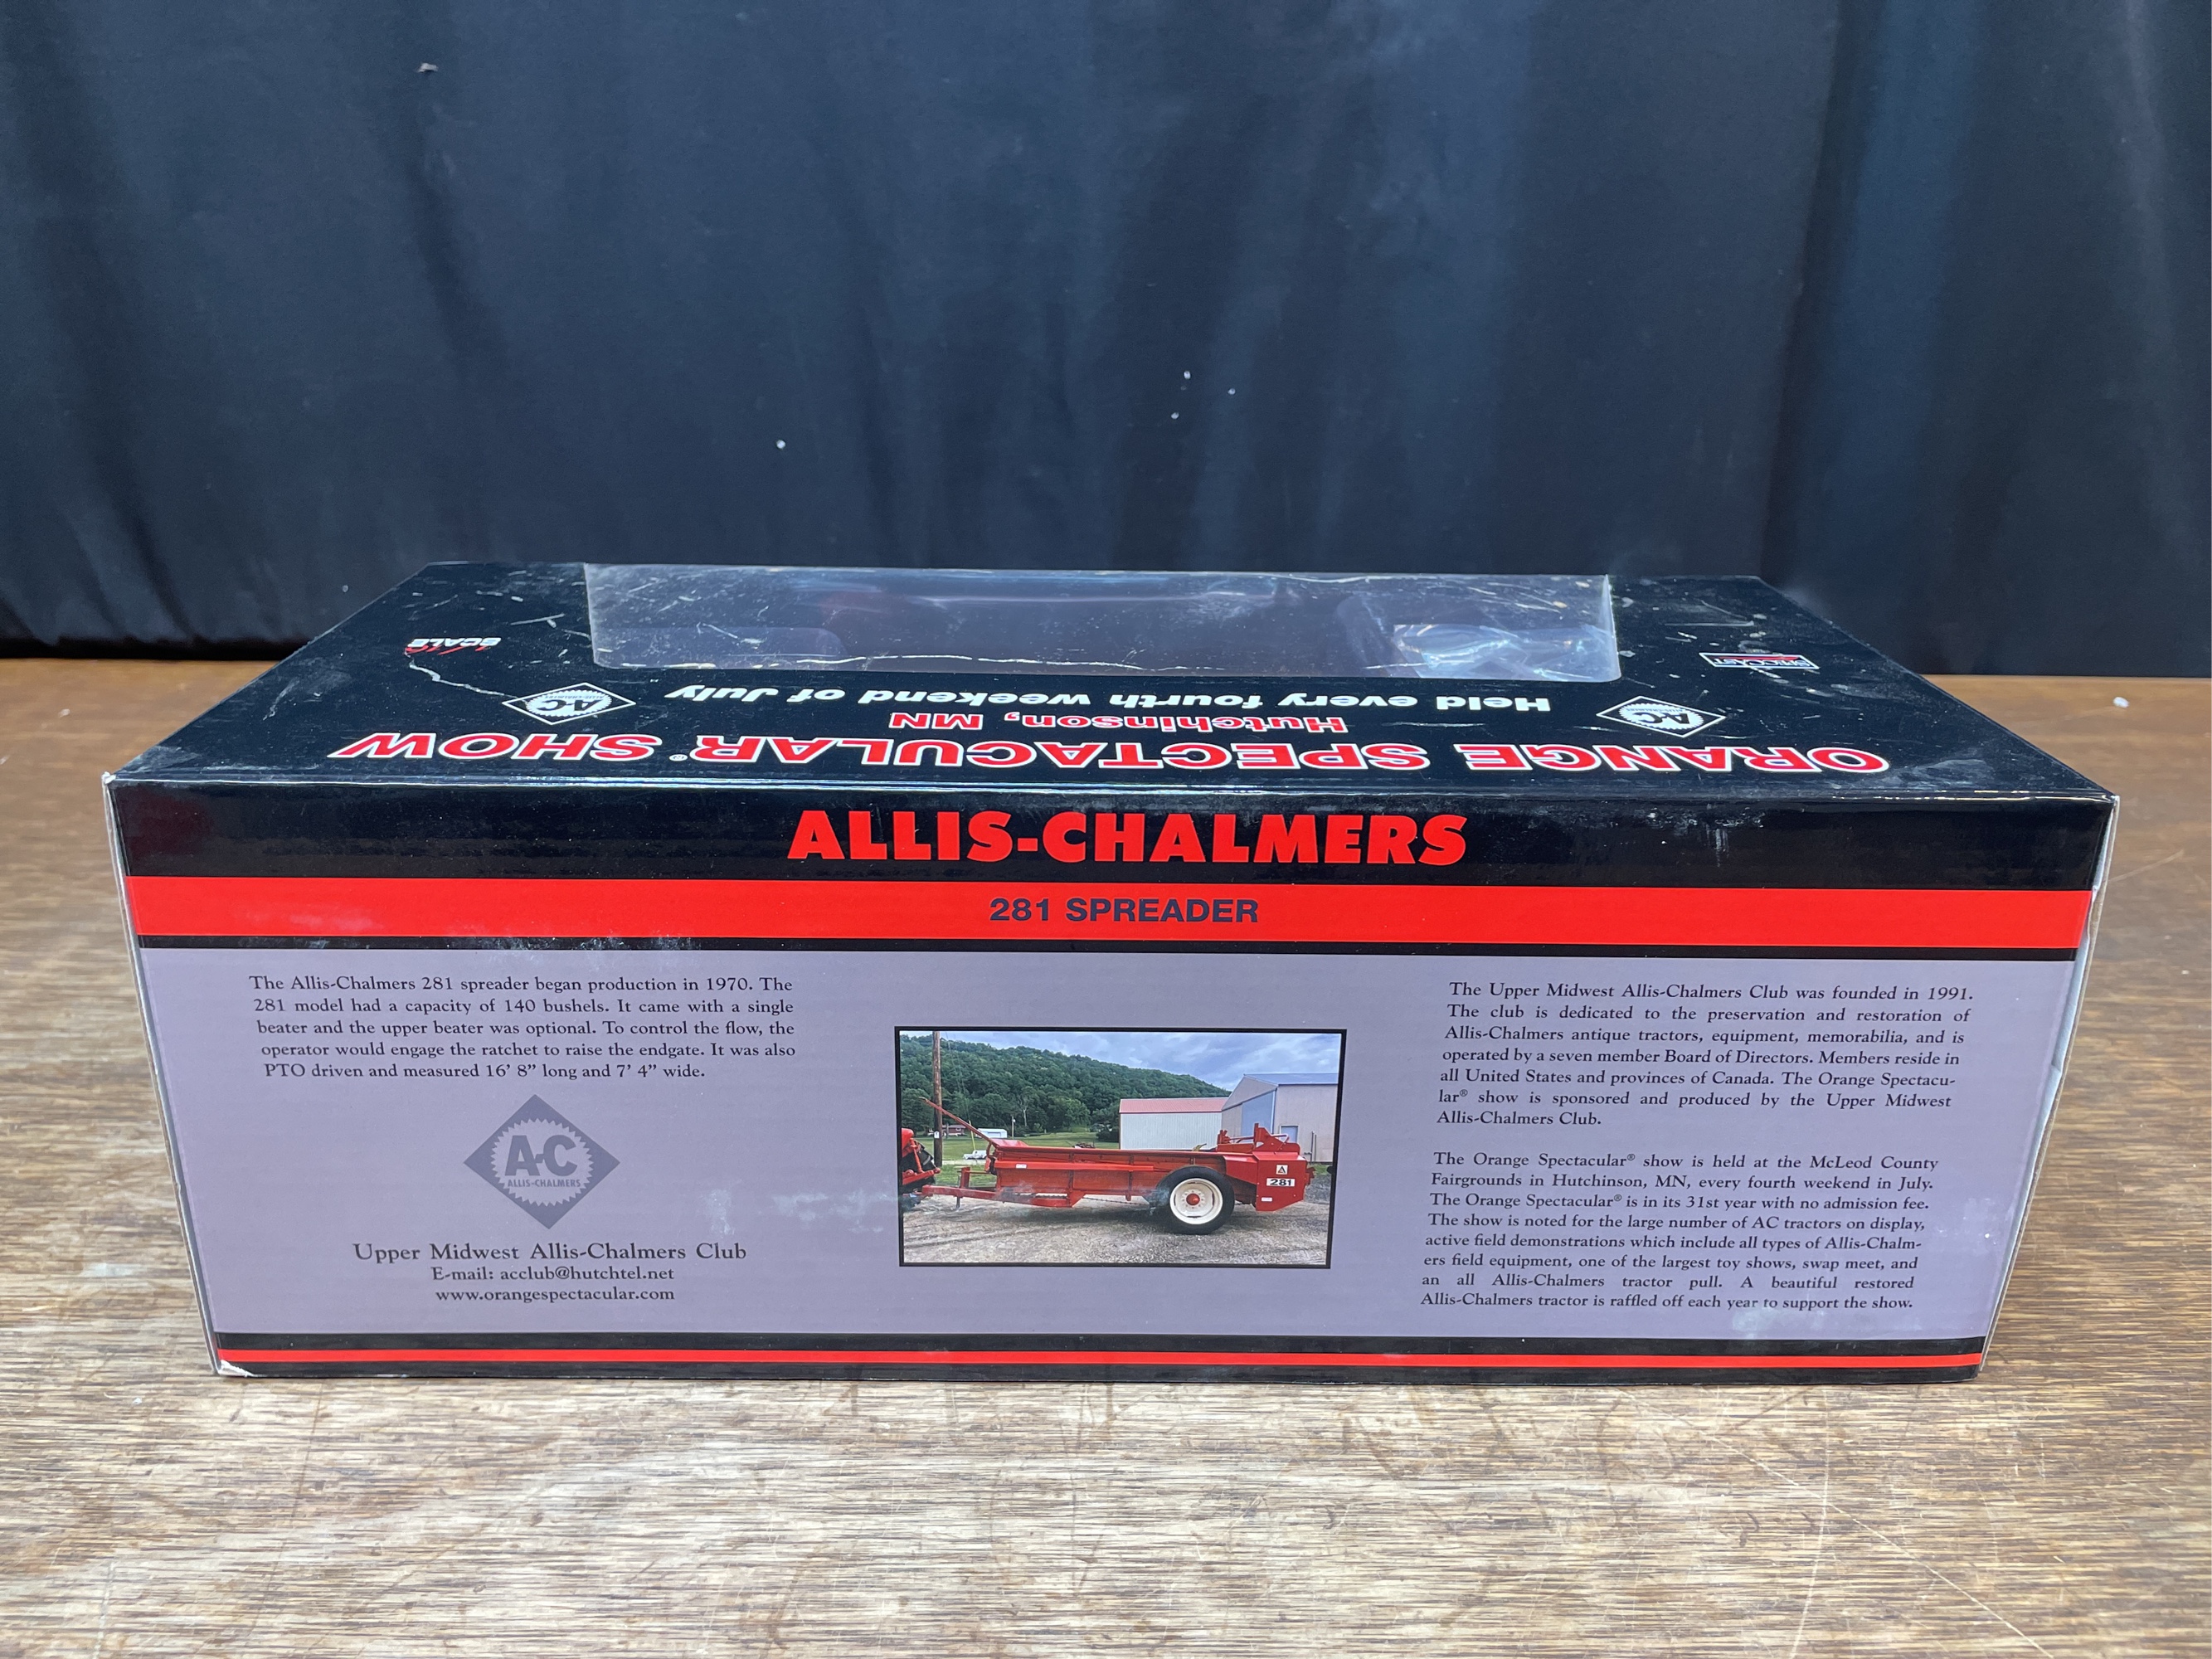 1/16
SCALE
SPECCAST
A-C
ALLIS-CHALMERS
A-C
Held every fourth weekend of July
Hutchinson, MN
ORANGE SPECTACULAR® SHOW
ALLIS-CHALMERS
281 SPREADER
The Allis-Chalmers 281 spreader began production in 1970. The
281 model had a capacity of 140 bushels. It came with a single
beater and the upper beater was optional. To control the flow, the
operator would engage the ratchet to raise the endgate. It was also
PTO driven and measured 16' 8” long and 7' 4” wide.
A-C
ALLIS-CHALMERS
Upper Midwest Allis-Chalmers Club
E-mail: acclub@hutchtel.net
www.orangespectacular.com
281
The Upper Midwest Allis-Chalmers Club was founded in 1991.
The club is dedicated to the preservation and restoration of
Allis-Chalmers antique tractors, equipment, memorabilia, and is
operated by a seven member Board of Directors. Members reside in
all United States and provinces of Canada. The Orange Spectacu-
lar® show is sponsored and produced by the Upper Midwest
Allis-Chalmers Club.
The Orange Spectacular® show is held at the McLeod County
Fairgrounds in Hutchinson, MN, every fourth weekend in July.
The Orange Spectacular® is in its 31st year with no admission fee.
The show is noted for the large number of AC tractors on display,
active field demonstrations which include all types of Allis-Chalm-
ers field equipment, one of the largest toy shows, swap meet, and
an all Allis-Chalmers tractor pull. A beautiful restored
Allis-Chalmers tractor is raffled off each year to support the show.